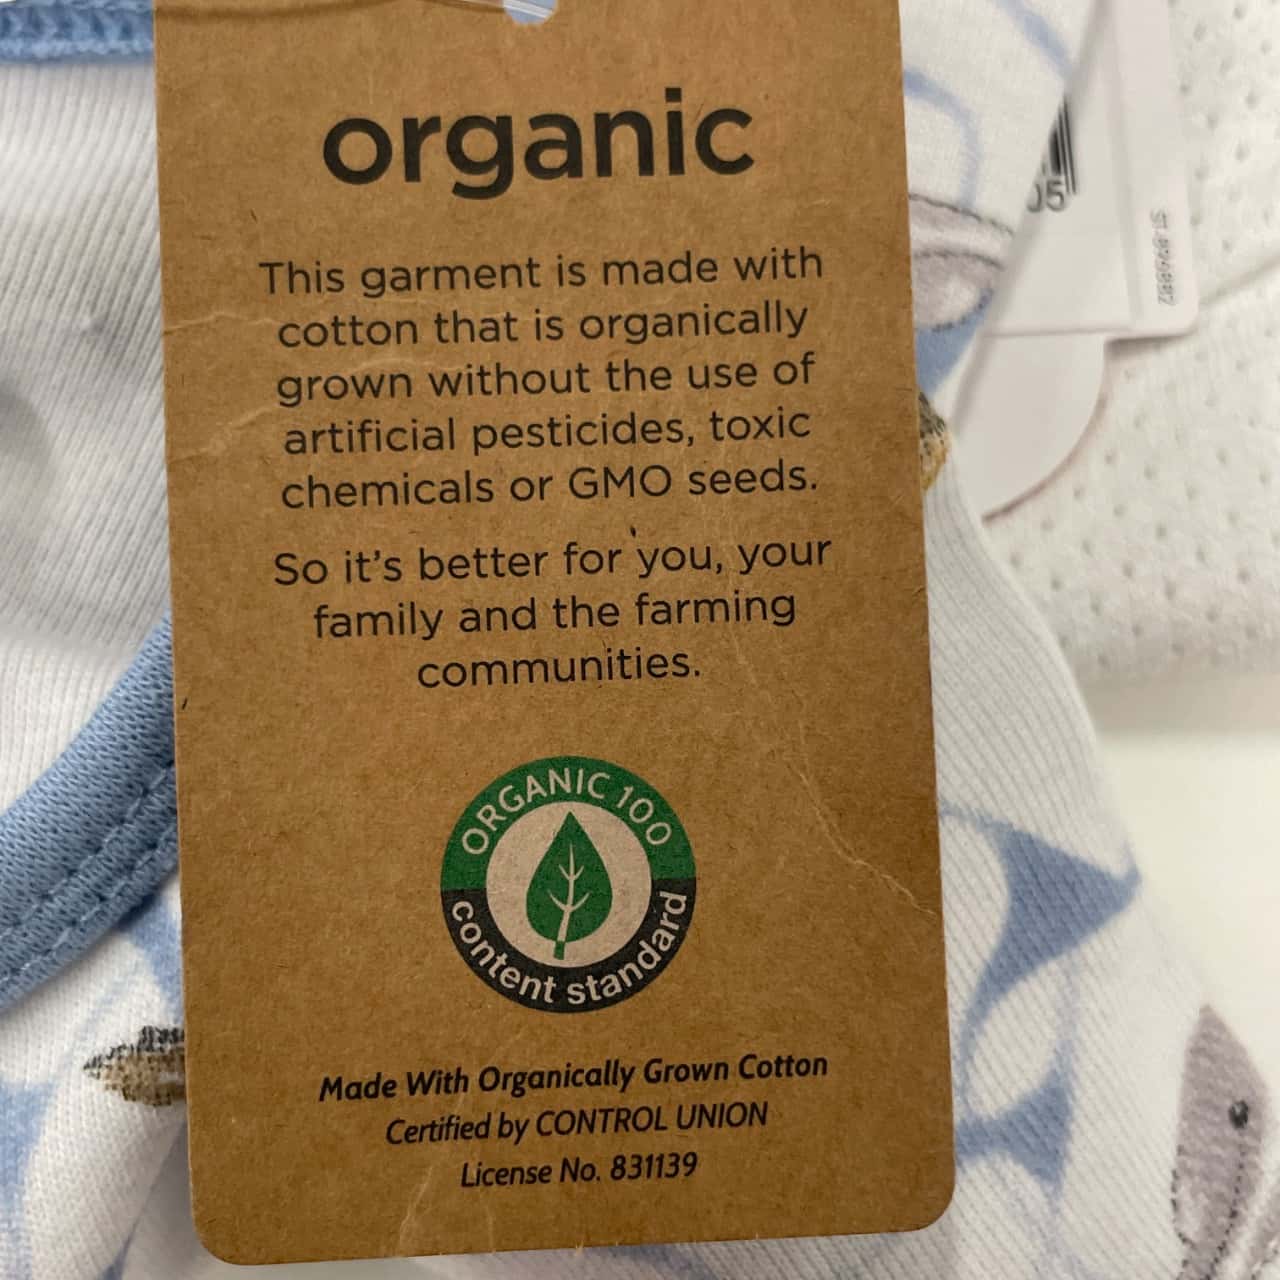 organic
This garment is made with
cotton that is organically
grown without the use of
artificial pesticides, toxic
chemicals or GMO seeds.
So it's better for you, your
family and the farming
communities.
ORGANIC 100
content standard
Made With Organically Grown Cotton
Certified by CONTROL UNION
License No. 831139
05